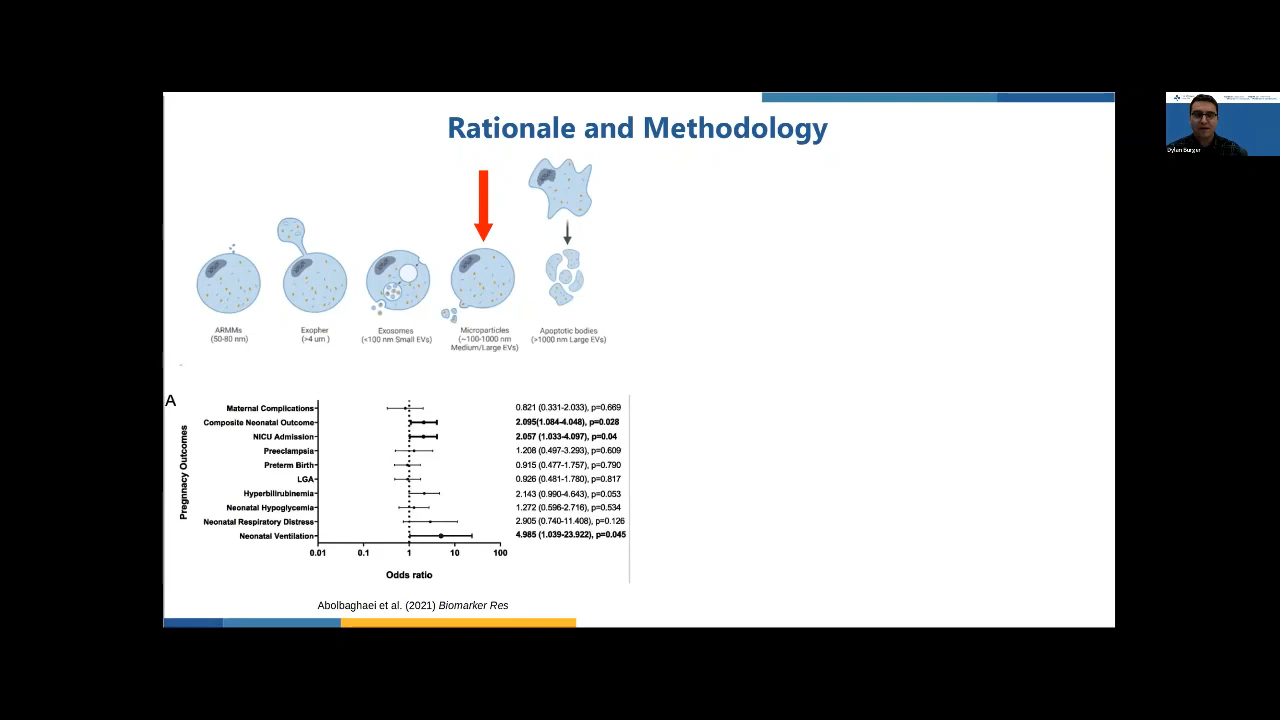 Rationale and Methodology
Dylan Burger
ARMMs
(50-80 nm)
Exopher
(>4 um )
Exosomes
(<100 nm Small EVs)
Microparticles
(~100-1000 nm
Medium/Large EVs)
Apoptotic bodies
(>1000 nm Large EVs)
A
Pregnnacy Outcomes
Maternal Complications 0.821 (0.331-2.033), p=0.669
Composite Neonatal Outcome 2.095(1.084-4.048), p=0.028
NICU Admission 2.057 (1.033-4.097), p=0.04
Preeclampsia 1.208 (0.497-3.293), p=0.609
Preterm Birth 0.915 (0.477-1.757), p=0.790
LGA 0.926 (0.481-1.780), p=0.817
Hyperbilirubinemia 2.143 (0.990-4.643), p=0.053
Neonatal Hypoglycemia 1.272 (0.596-2.716), p=0.534
Neonatal Respiratory Distress 2.905 (0.740-11.408), p=0.126
Neonatal Ventilation 4.985 (1.039-23.922), p=0.045
0.01 0.1 1 10 100
Odds ratio
Abolbaghaei et al. (2021) Biomarker Res